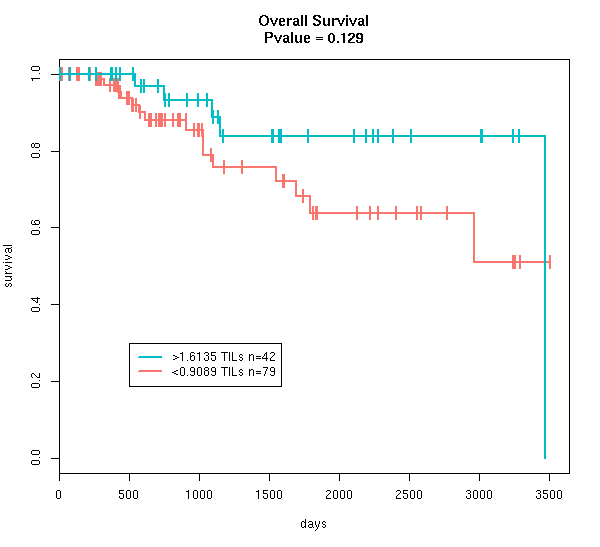 Overall Survival
Pvalue = 0.129
1.0
0.8
0.6
0.4
0.2
0.0
survival
>1.6135 TILs n=42
<0.9089 TILs n=79
0 500 1000 1500 2000 2500 3000 3500
days